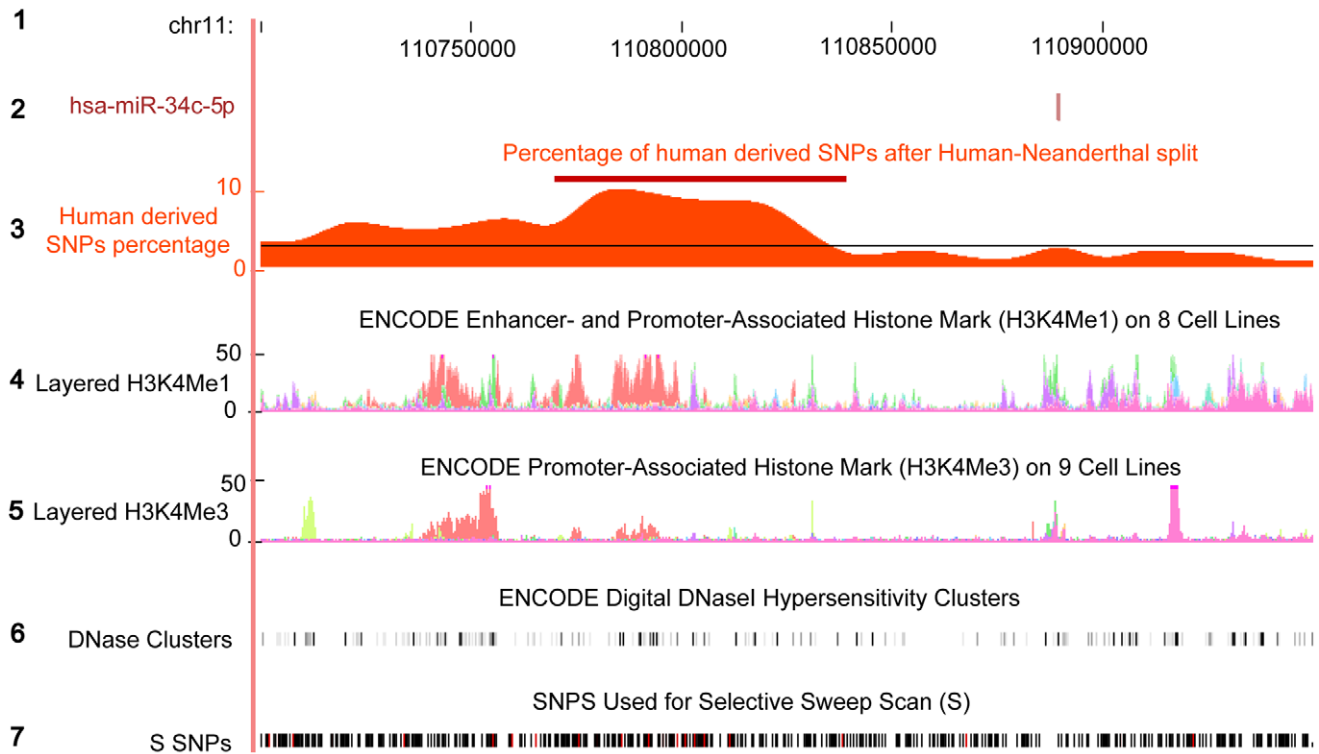 1 chr11:
110750000 110800000 110850000 110900000
2 hsa-miR-34c-5p
Percentage of human derived SNPs after Human-Neanderthal split
10
3 Human derived
SNPs percentage
0
ENCODE Enhancer- and Promoter-Associated Histone Mark (H3K4Me1) on 8 Cell Lines
50
4 Layered H3K4Me1
0
ENCODE Promoter-Associated Histone Mark (H3K4Me3) on 9 Cell Lines
50
5 Layered H3K4Me3
0
ENCODE Digital DNaseI Hypersensitivity Clusters
6 DNase Clusters
SNPS Used for Selective Sweep Scan (S)
7 S SNPs